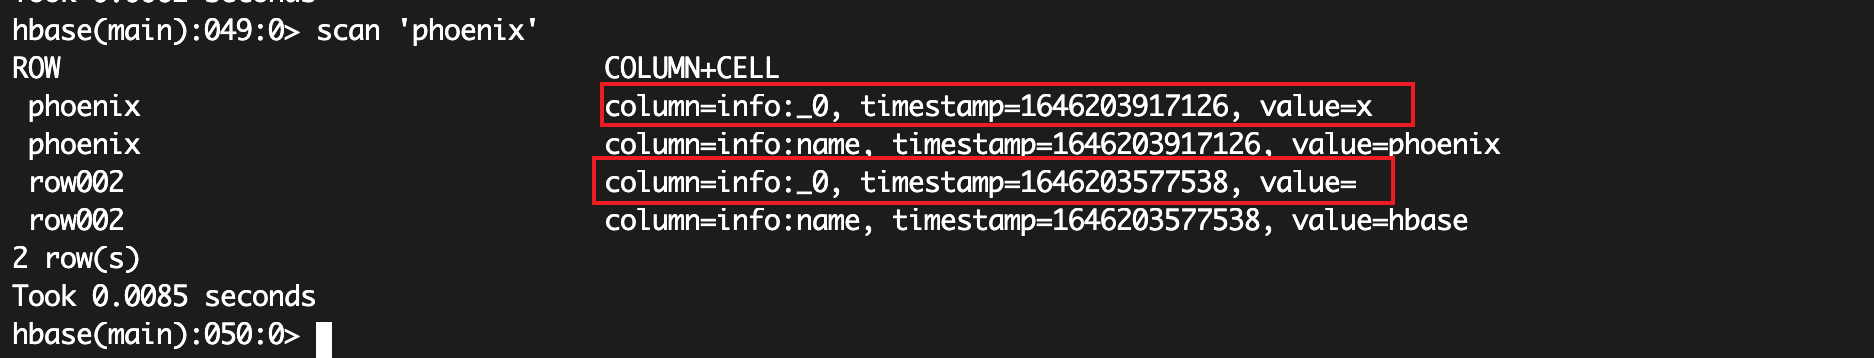 hbase(main):049:0> scan 'phoenix'
ROW COLUMN+CELL
phoenix column=info:_0, timestamp=1646203917126, value=x
phoenix column=info:name, timestamp=1646203917126, value=phoenix
row002 column=info:_0, timestamp=1646203577538, value=
row002 column=info:name, timestamp=1646203577538, value=hbase
2 row(s)
Took 0.0085 seconds
hbase(main):050:0>